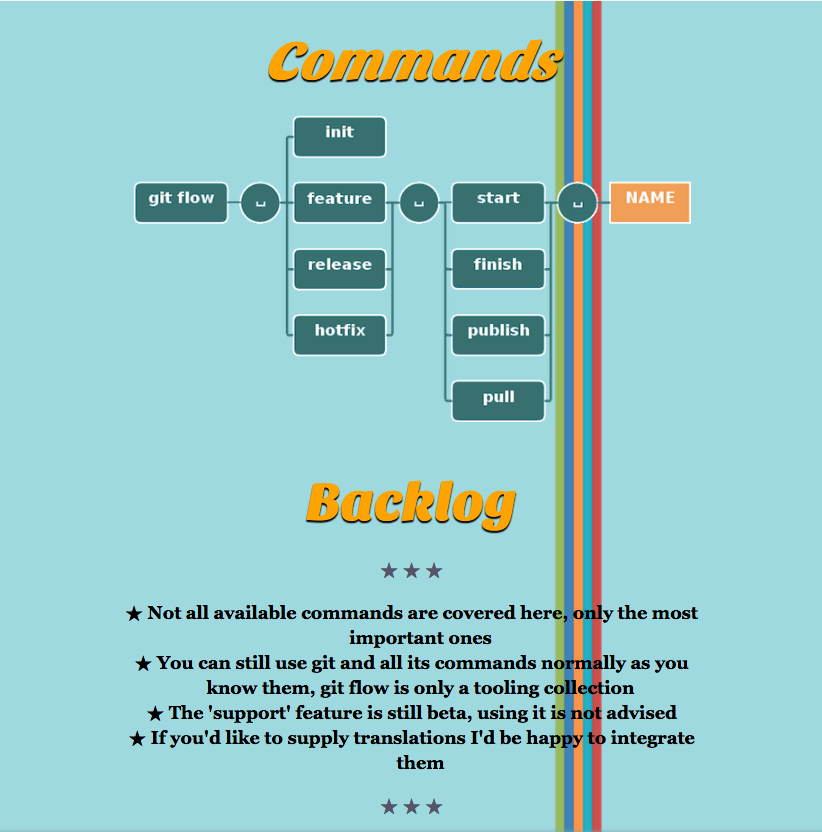 Commands
init
git flow ␣ feature ␣ start ␣ NAME
release finish
hotfix publish
pull
Backlog
★ ★ ★
★ Not all available commands are covered here, only the most
important ones
★ You can still use git and all its commands normally as you
know them, git flow is only a tooling collection
★ The 'support' feature is still beta, using it is not advised
★ If you'd like to supply translations I'd be happy to integrate
them
★ ★ ★